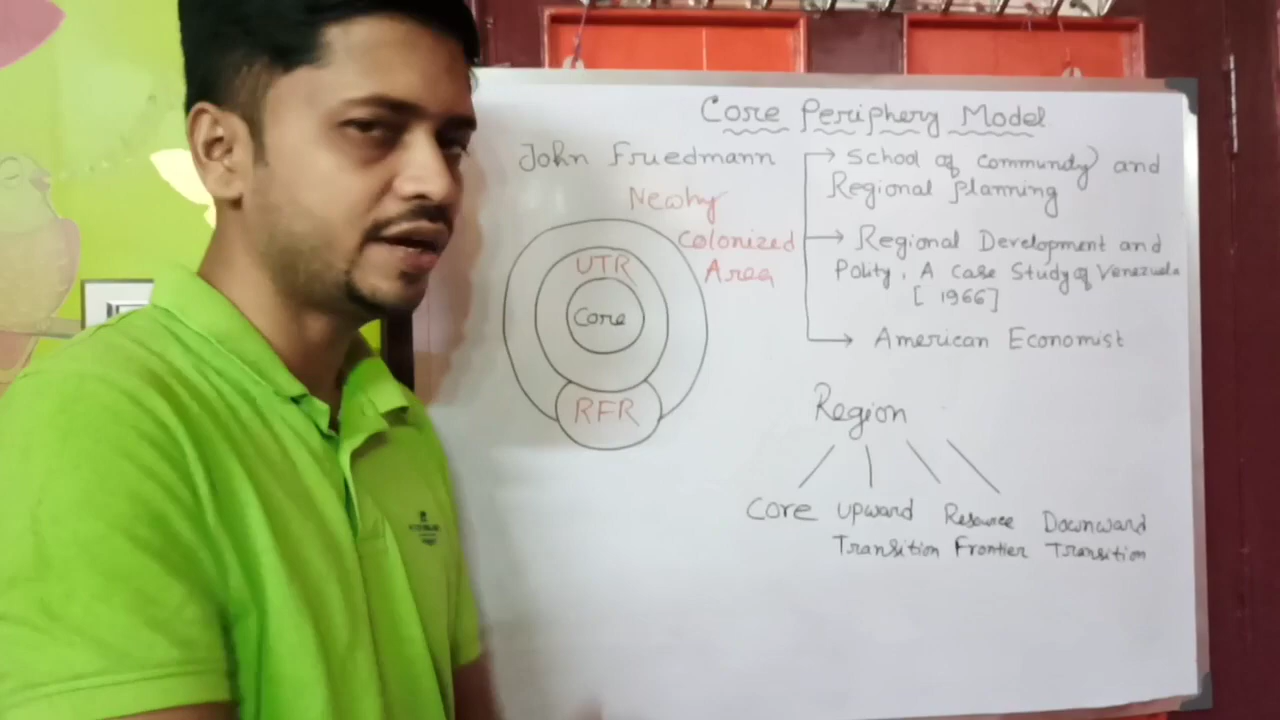 Core Periphery Model
John Friedmann
→ School of Community and
Regional planning
→ Regional Development and
Polity, A case Study of Venezuela
[1966]
→ American Economist
Newly
Colonized
Area
UTR
Core
RFR
Region
Core
Upward
Transition
Resource
Frontier
Downward
Transition